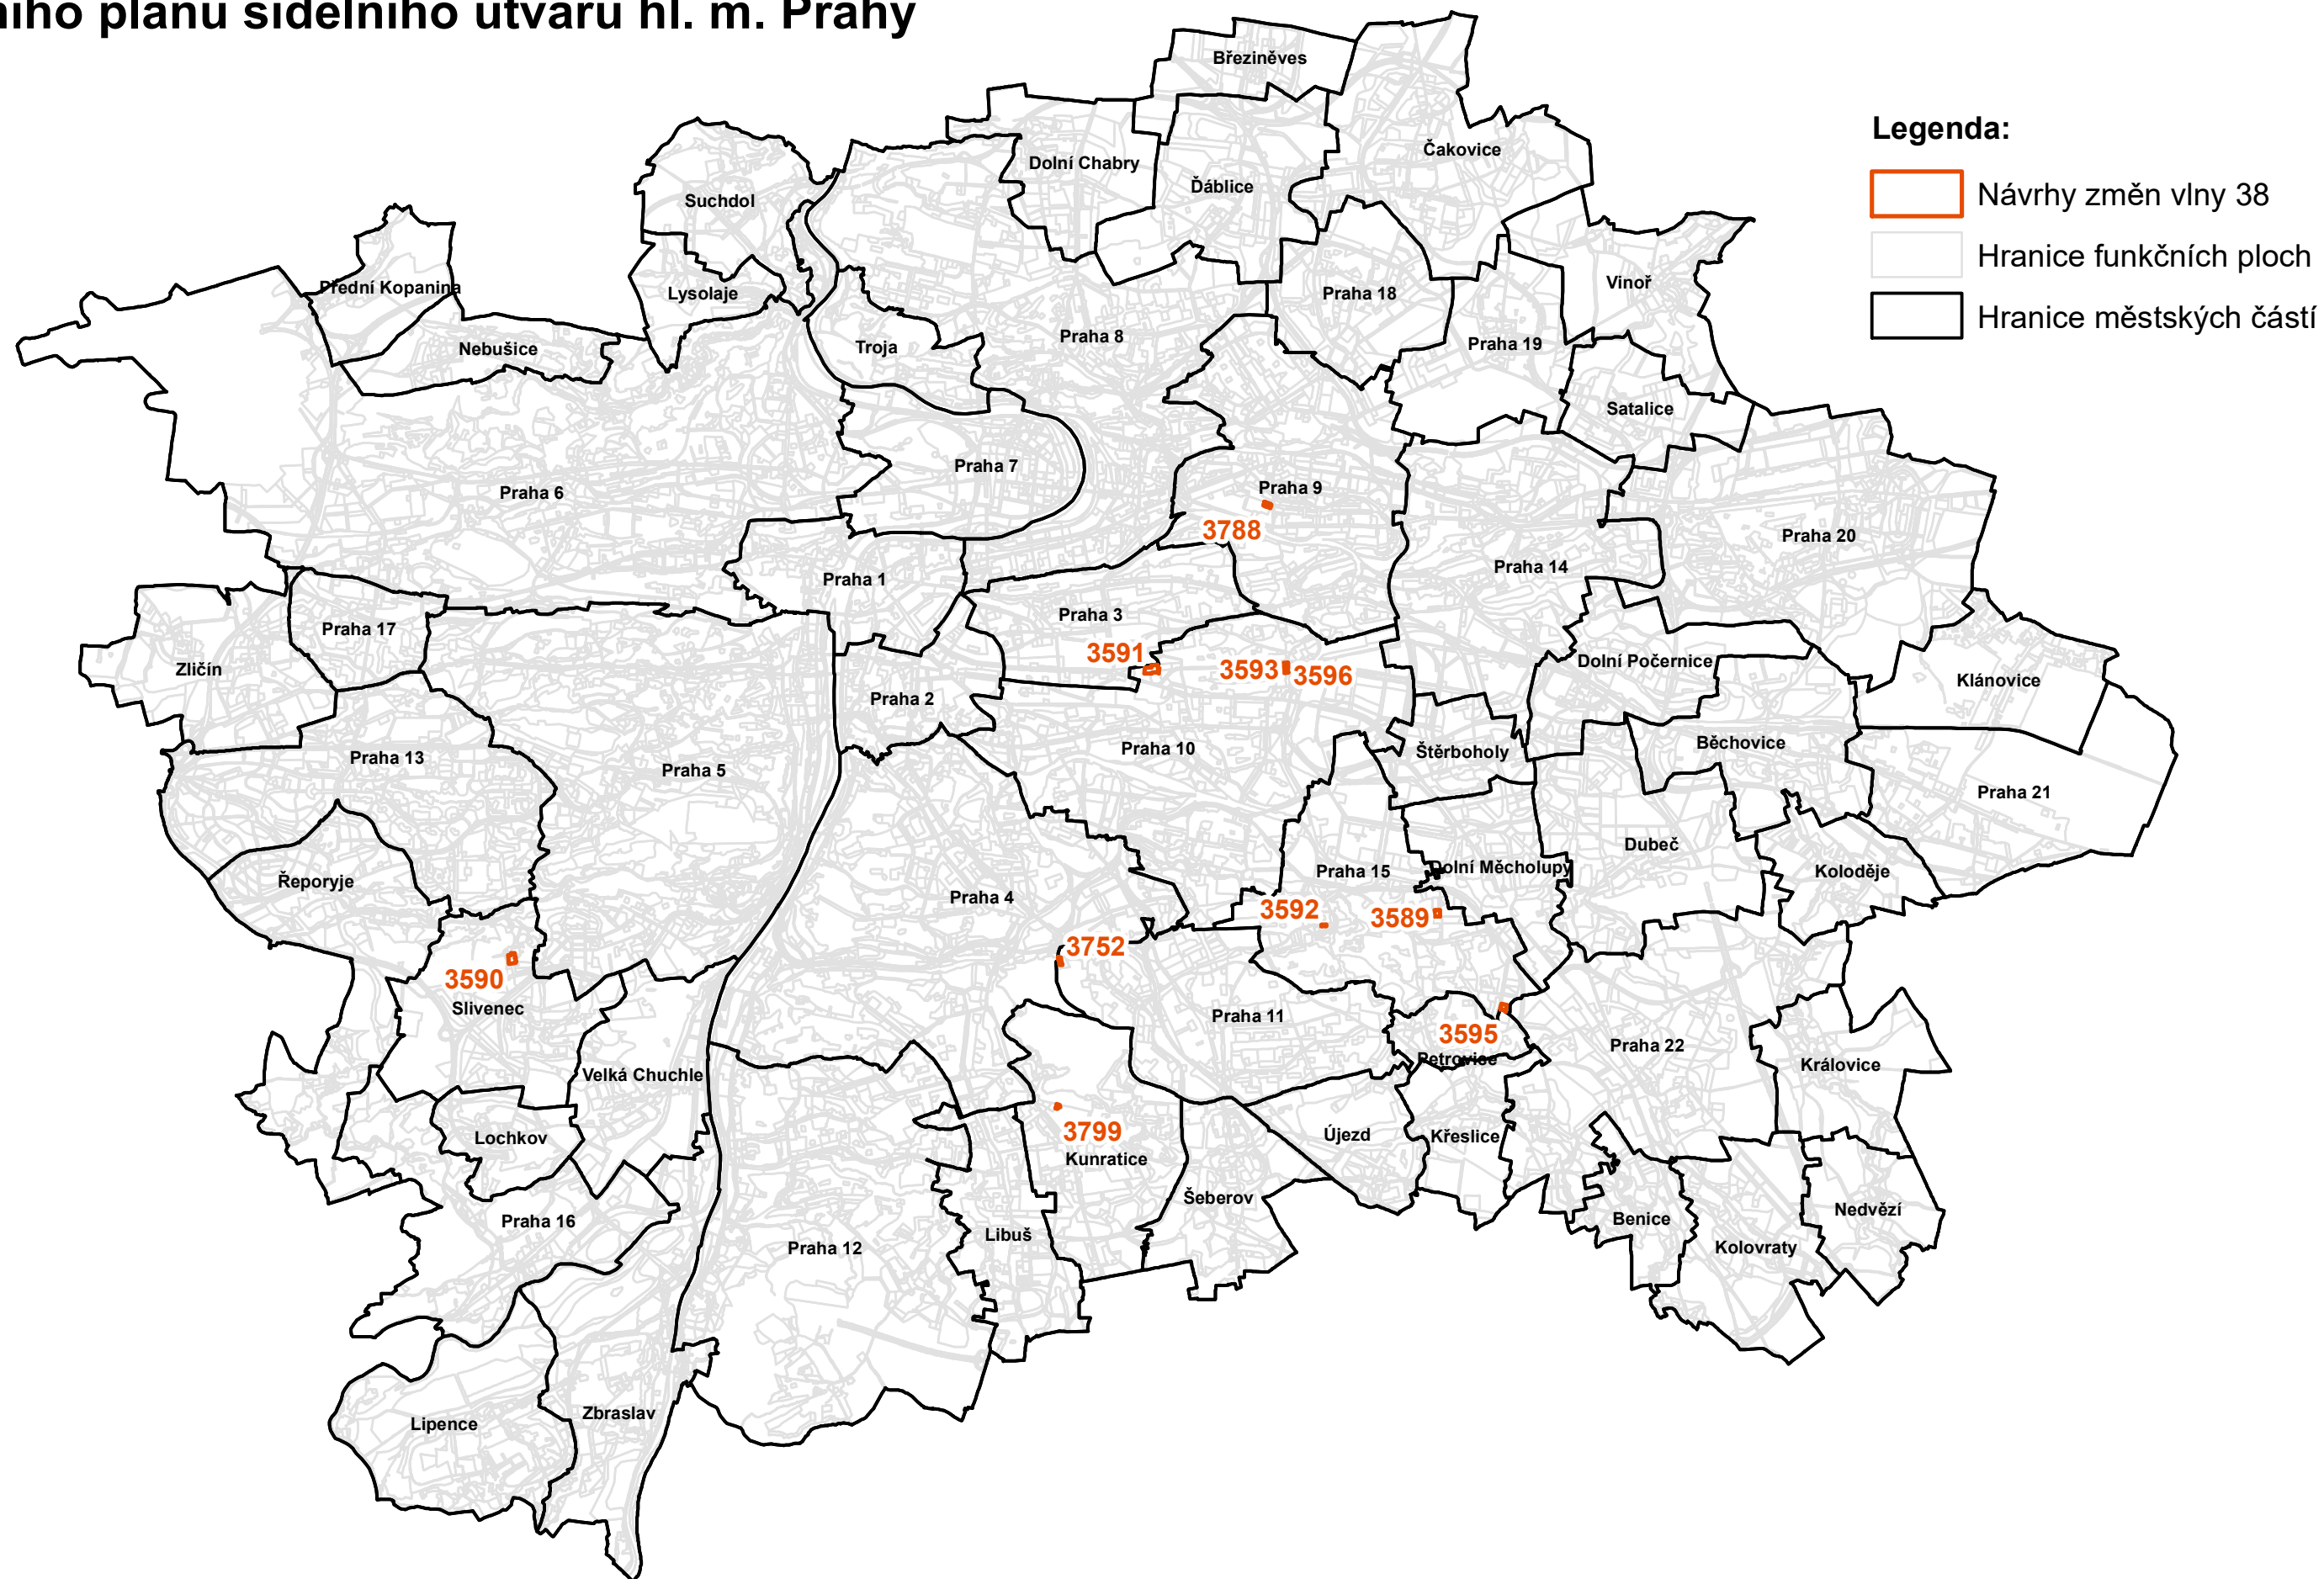 ního plánu sídelního útvaru hl. m. Prahy
Březiněves
Legenda:
Návrhy změn vlny 38
Hranice funkčních ploch
Hranice městských částí
Čakovice
Dolní Chabry
Ďáblice
Suchdol
Vinoř
Přední Kopanina
Lysolaje
Praha 18
Praha 8
Praha 19
Troja
Nebušice
Satalice
Praha 7
Praha 9
Praha 6
3788
Praha 20
Praha 14
Praha 1
Praha 3
Praha 17
3591
Dolní Počernice
Zličín
3593
3596
Klánovice
Praha 2
Běchovice
Praha 10
Štěrboholy
Praha 13
Praha 5
Praha 21
Dubeč
Dolní Měcholupy
Praha 15
Koloděje
Řeporyje
Praha 4
3592
3589
3752
3590
Slivenec
Praha 11
3595
Praha 22
Petrovice
Královice
Velká Chuchle
3799
Újezd
Křeslice
Lochkov
Kunratice
Šeberov
Nedvězí
Praha 16
Benice
Libuš
Praha 12
Kolovraty
Zbraslav
Lipence